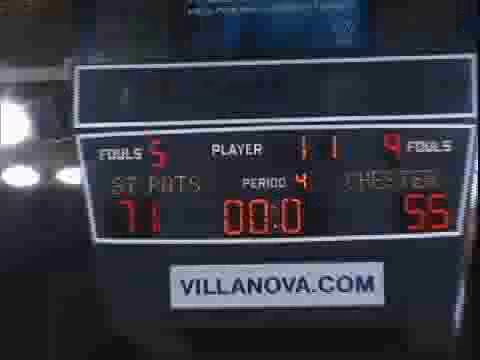 FOULS 5 PLAYER 11 9 FOULS
ST PATS PERIOD 4 CHESTER
71 00:0 55
VILLANOVA.COM